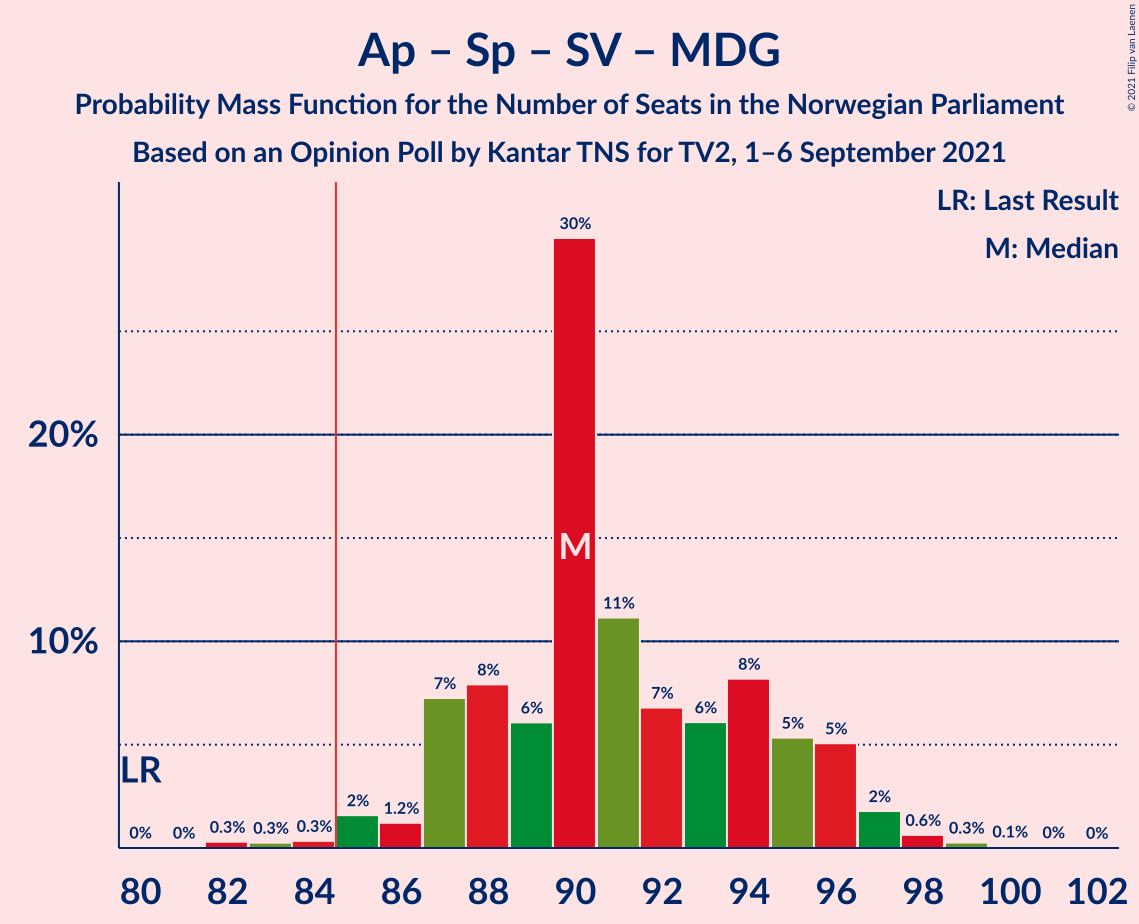 Ap – Sp – SV – MDG
Probability Mass Function for the Number of Seats in the Norwegian Parliament
Based on an Opinion Poll by Kantar TNS for TV2, 1–6 September 2021
© 2021 Filip van Laenen
LR: Last Result
M: Median
20%
10%
LR
M
0%
0%
0.3%
0.3%
0.3%
2%
1.2%
7%
8%
6%
30%
11%
7%
6%
8%
5%
5%
2%
0.6%
0.3%
0.1%
0%
0%
80 82 84 86 88 90 92 94 96 98 100 102